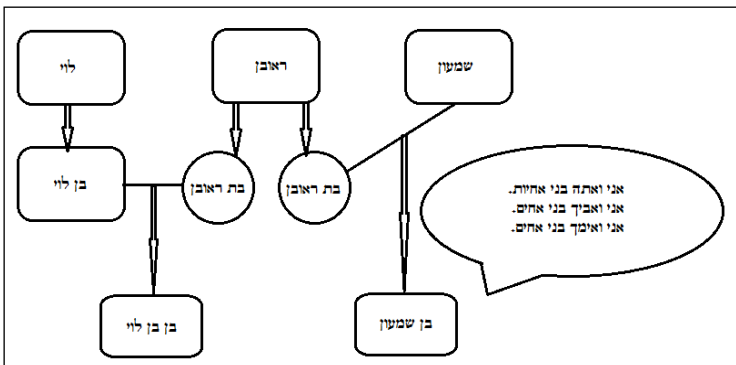 ראובן
שמעון
לוי
בת ראובן
בת ראובן
בן לוי
אני ואתה בני אחיות.
אני ואביך בני אחים.
אני ואימך בני אחים.
בן שמעון
בן בן לוי